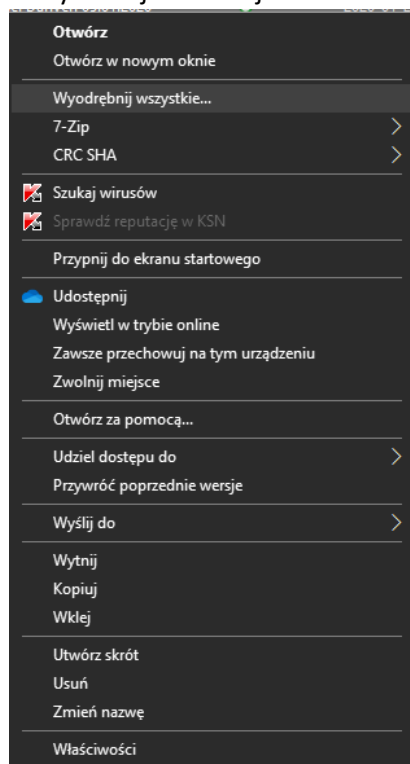 Otwórz
Otwórz w nowym oknie
Wyodrębnij wszystkie...
7-Zip
CRC SHA
Szukaj wirusów
Sprawdź reputację w KSN
Przypnij do ekranu startowego
Udostępnij
Wyświetl w trybie online
Zawsze przechowuj na tym urządzeniu
Zwolnij miejsce
Otwórz za pomocą...
Udziel dostępu do
Przywróć poprzednie wersje
Wyślij do
Wytnij
Kopiuj
Wklej
Utwórz skrót
Usuń
Zmień nazwę
Właściwości